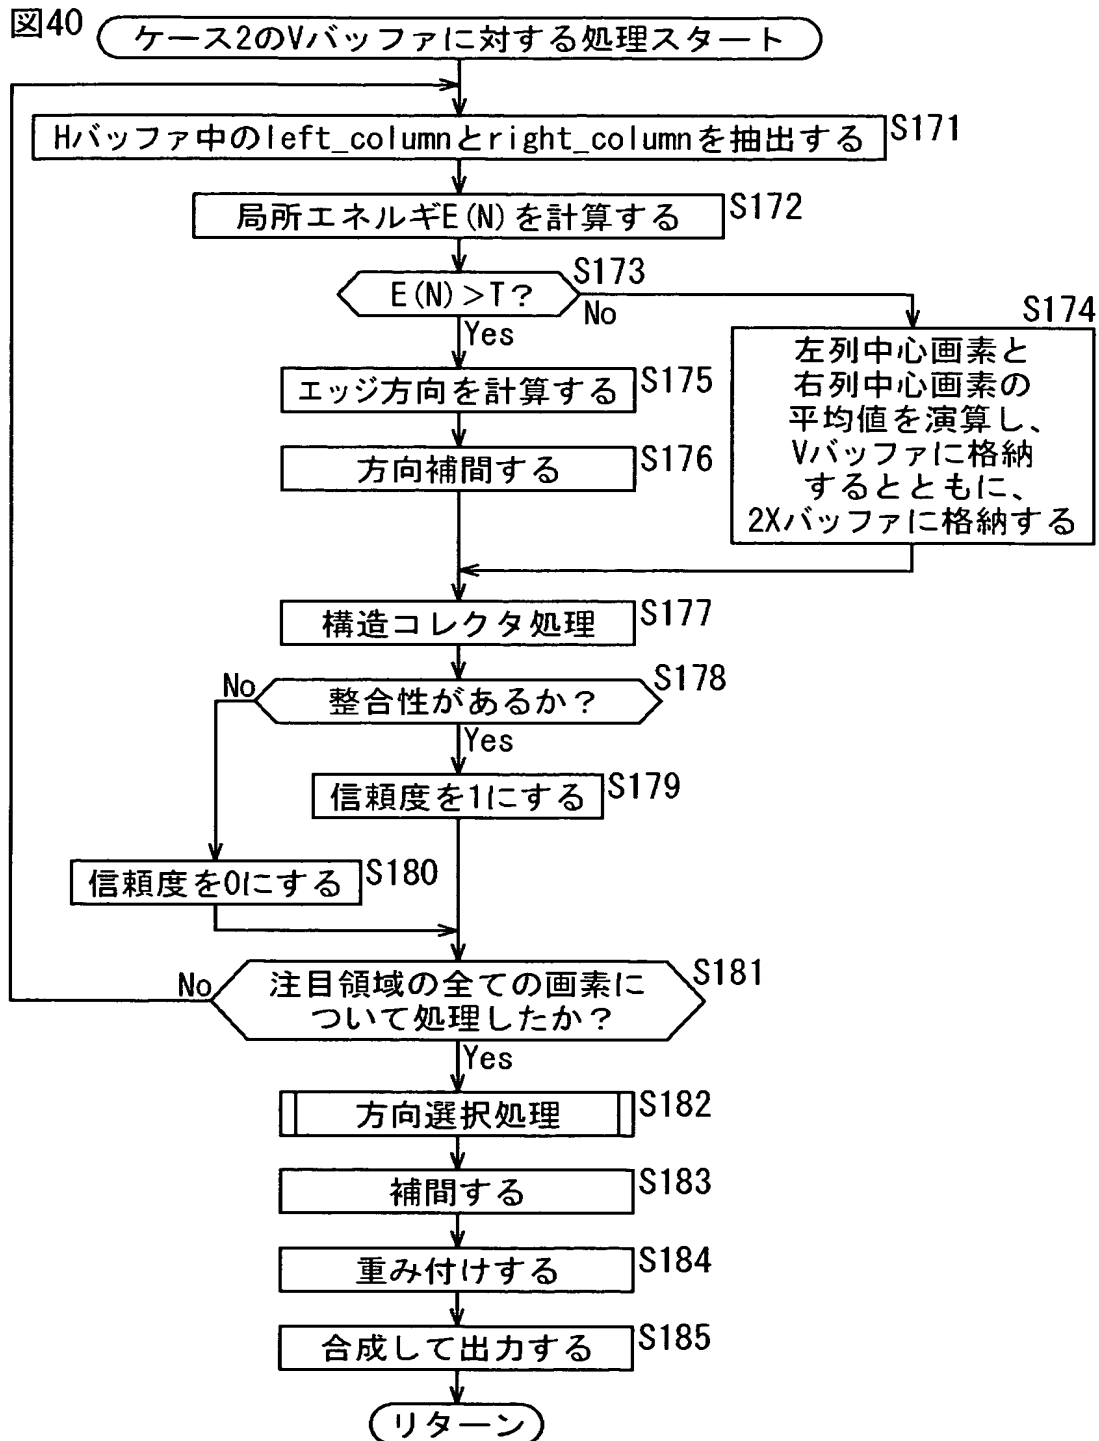 図40
ケース2のVバッファに対する処理スタート
Hバッファ中のleft_columnとright_columnを抽出する
S171
局所エネルギE(N)を計算する
S172
E(N)>T?
S173
No
Yes
S174
左列中心画素と
右列中心画素の
平均値を演算し、
Vバッファに格納
するとともに、
2Xバッファに格納する
エッジ方向を計算する
S175
方向補間する
S176
構造コレクタ処理
S177
整合性があるか?
S178
No
Yes
信頼度を1にする
S179
信頼度を0にする
S180
注目領域の全ての画素に
ついて処理したか?
S181
No
Yes
方向選択処理
S182
補間する
S183
重み付けする
S184
合成して出力する
S185
リターン